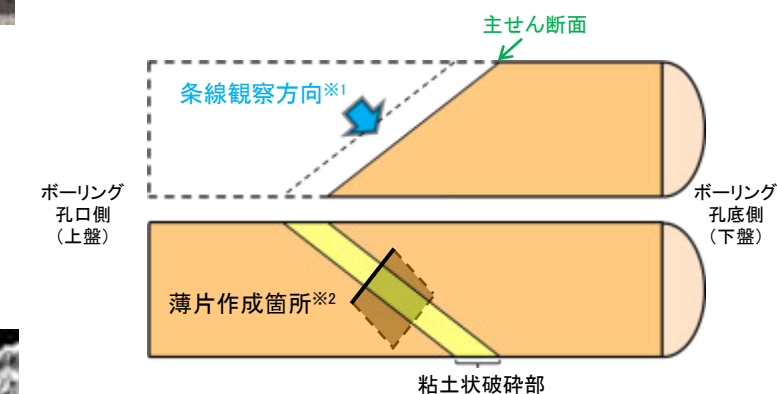 主せん断面
条線観察方向※1
ボーリング
孔口側
（上盤）
ボーリング
孔底側
（下盤）
薄片作成箇所※2
粘土状破砕部